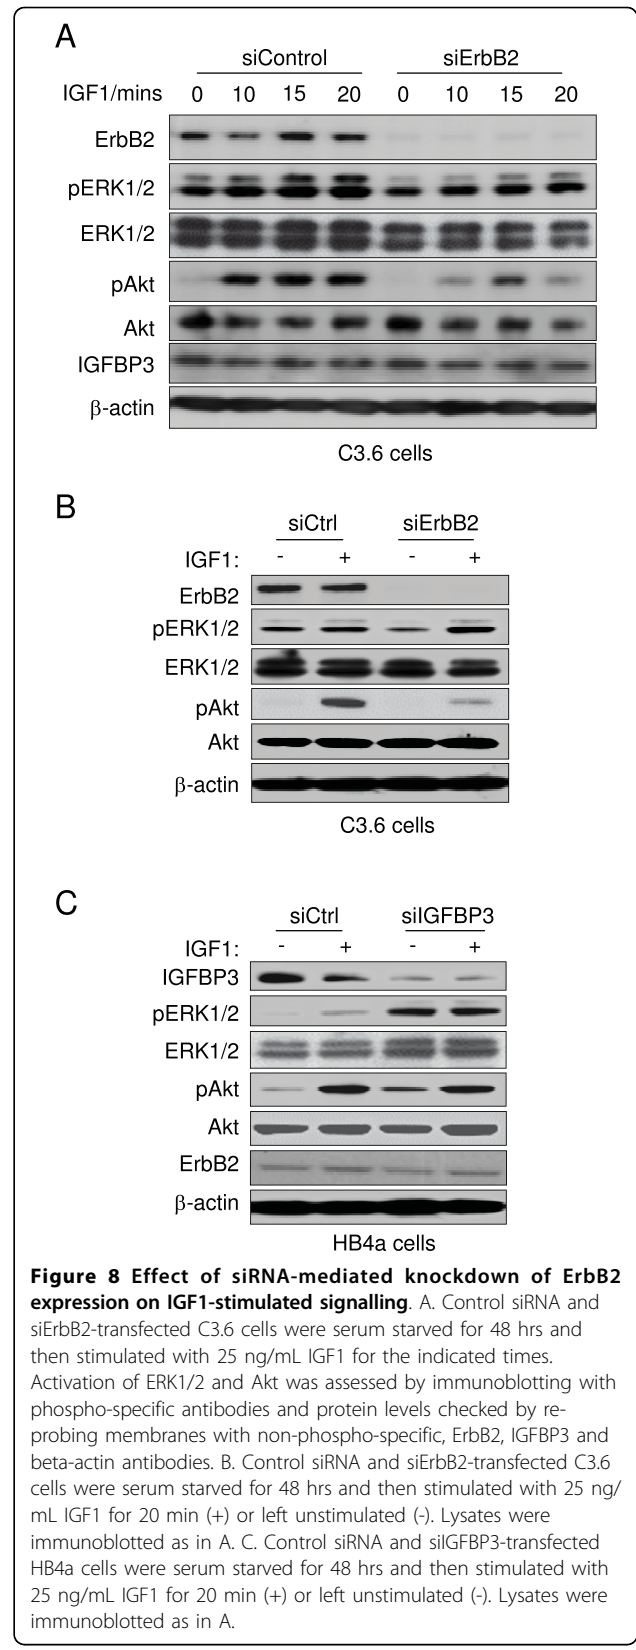 A
siControl siErbB2
IGF1/mins 0 10 15 20 0 10 15 20
ErbB2
pERK1/2
ERK1/2
pAkt
Akt
IGFBP3
β-actin
C3.6 cells
B
siCtrl siErbB2
IGF1: - + - +
ErbB2
pERK1/2
ERK1/2
pAkt
Akt
β-actin
C3.6 cells
C
siCtrl siIGFBP3
IGF1: - + - +
IGFBP3
pERK1/2
ERK1/2
pAkt
Akt
ErbB2
β-actin
HB4a cells
Figure 8 Effect of siRNA-mediated knockdown of ErbB2
expression on IGF1-stimulated signalling. A. Control siRNA and
siErbB2-transfected C3.6 cells were serum starved for 48 hrs and
then stimulated with 25 ng/mL IGF1 for the indicated times.
Activation of ERK1/2 and Akt was assessed by immunoblotting with
phospho-specific antibodies and protein levels checked by re-
probing membranes with non-phospho-specific, ErbB2, IGFBP3 and
beta-actin antibodies. B. Control siRNA and siErbB2-transfected C3.6
cells were serum starved for 48 hrs and then stimulated with 25 ng/
mL IGF1 for 20 min (+) or left unstimulated (-). Lysates were
immunoblotted as in A. C. Control siRNA and siIGFBP3-transfected
HB4a cells were serum starved for 48 hrs and then stimulated with
25 ng/mL IGF1 for 20 min (+) or left unstimulated (-). Lysates were
immunoblotted as in A.